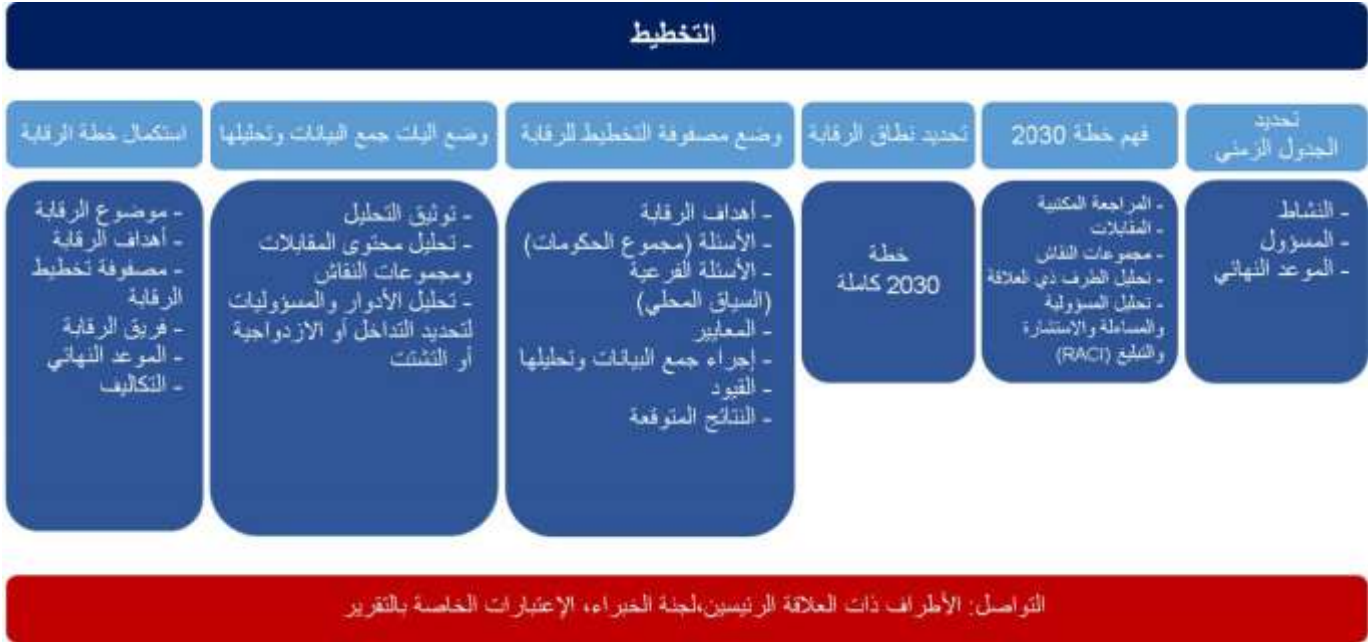 التخطيط
تحديد
الجدول الزمني
- النشاط
- المسؤول
- الموعد النهائي
فهم خطة 2030
- المراجعة المكتبية
- المقابلات
- مجموعات النقاش
- تحليل الطرف ذي العلاقة
- تحليل المسؤولية
والمساءلة والاستشارة
والتبليغ (RACI)
تحديد نطاق الرقابة
خطة
2030 كاملة
وضع مصفوفة التخطيط للرقابة
- أهداف الرقابة
- الأسئلة (مجموع الحكومات)
- الأسئلة الفرعية
(السياق المحلي)
- المعايير
- إجراء جمع البيانات وتحليلها
- القيود
- النتائج المتوقعة
وضع آليات جمع البيانات وتحليلها
- توثيق التحليل
- تحليل محتوى المقابلات
ومجموعات النقاش
- تحليل الأدوار والمسؤوليات
لتحديد التداخل أو الازدواجية
أو التشتت
استكمال خطة الرقابة
- موضوع الرقابة
- أهداف الرقابة
- مصفوفة تخطيط
الرقابة
- فريق الرقابة
- الموعد النهائي
- التكاليف
التواصل: الأطراف ذات العلاقة الرئيسين،لجنة الخبراء، الإعتبارات الخاصة بالتقرير